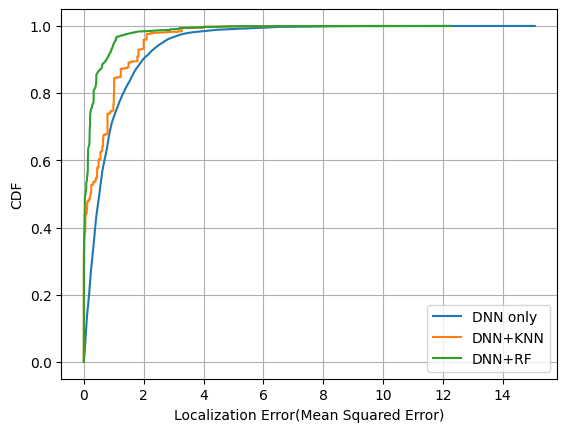 1.0
0.8
0.6
0.4
0.2
0.0
CDF
0 2 4 6 8 10 12 14
Localization Error(Mean Squared Error)
DNN only
DNN+KNN
DNN+RF